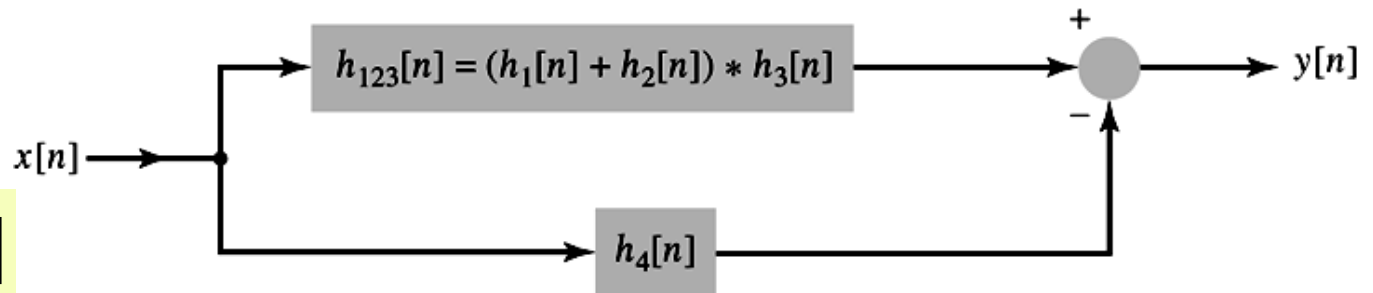 +
h₁₂₃[n] = (h₁[n] + h₂[n]) * h₃[n]
y[n]
−
x[n]
h₄[n]